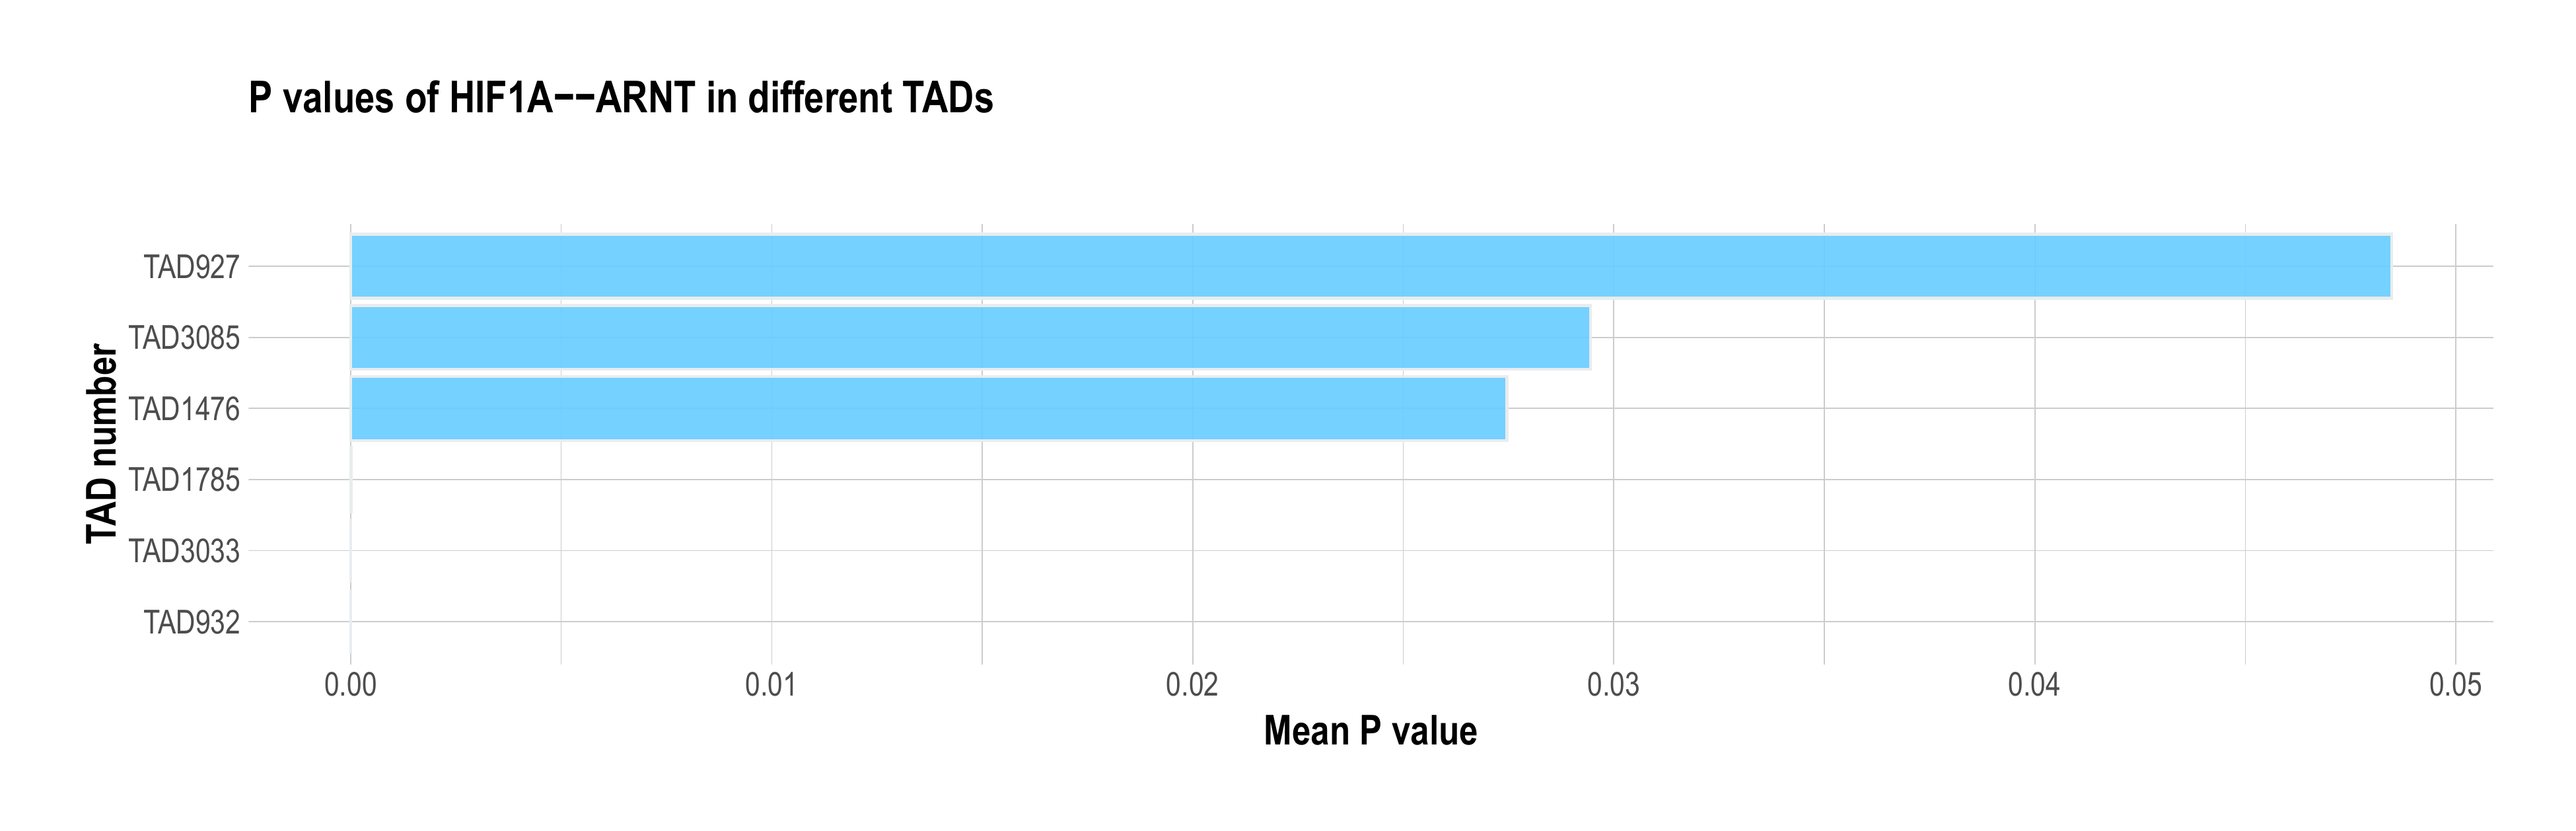 P values of HIF1A−−ARNT in different TADs
TAD number
TAD927
TAD3085
TAD1476
TAD1785
TAD3033
TAD932
0.00 0.01 0.02 0.03 0.04 0.05
Mean P value